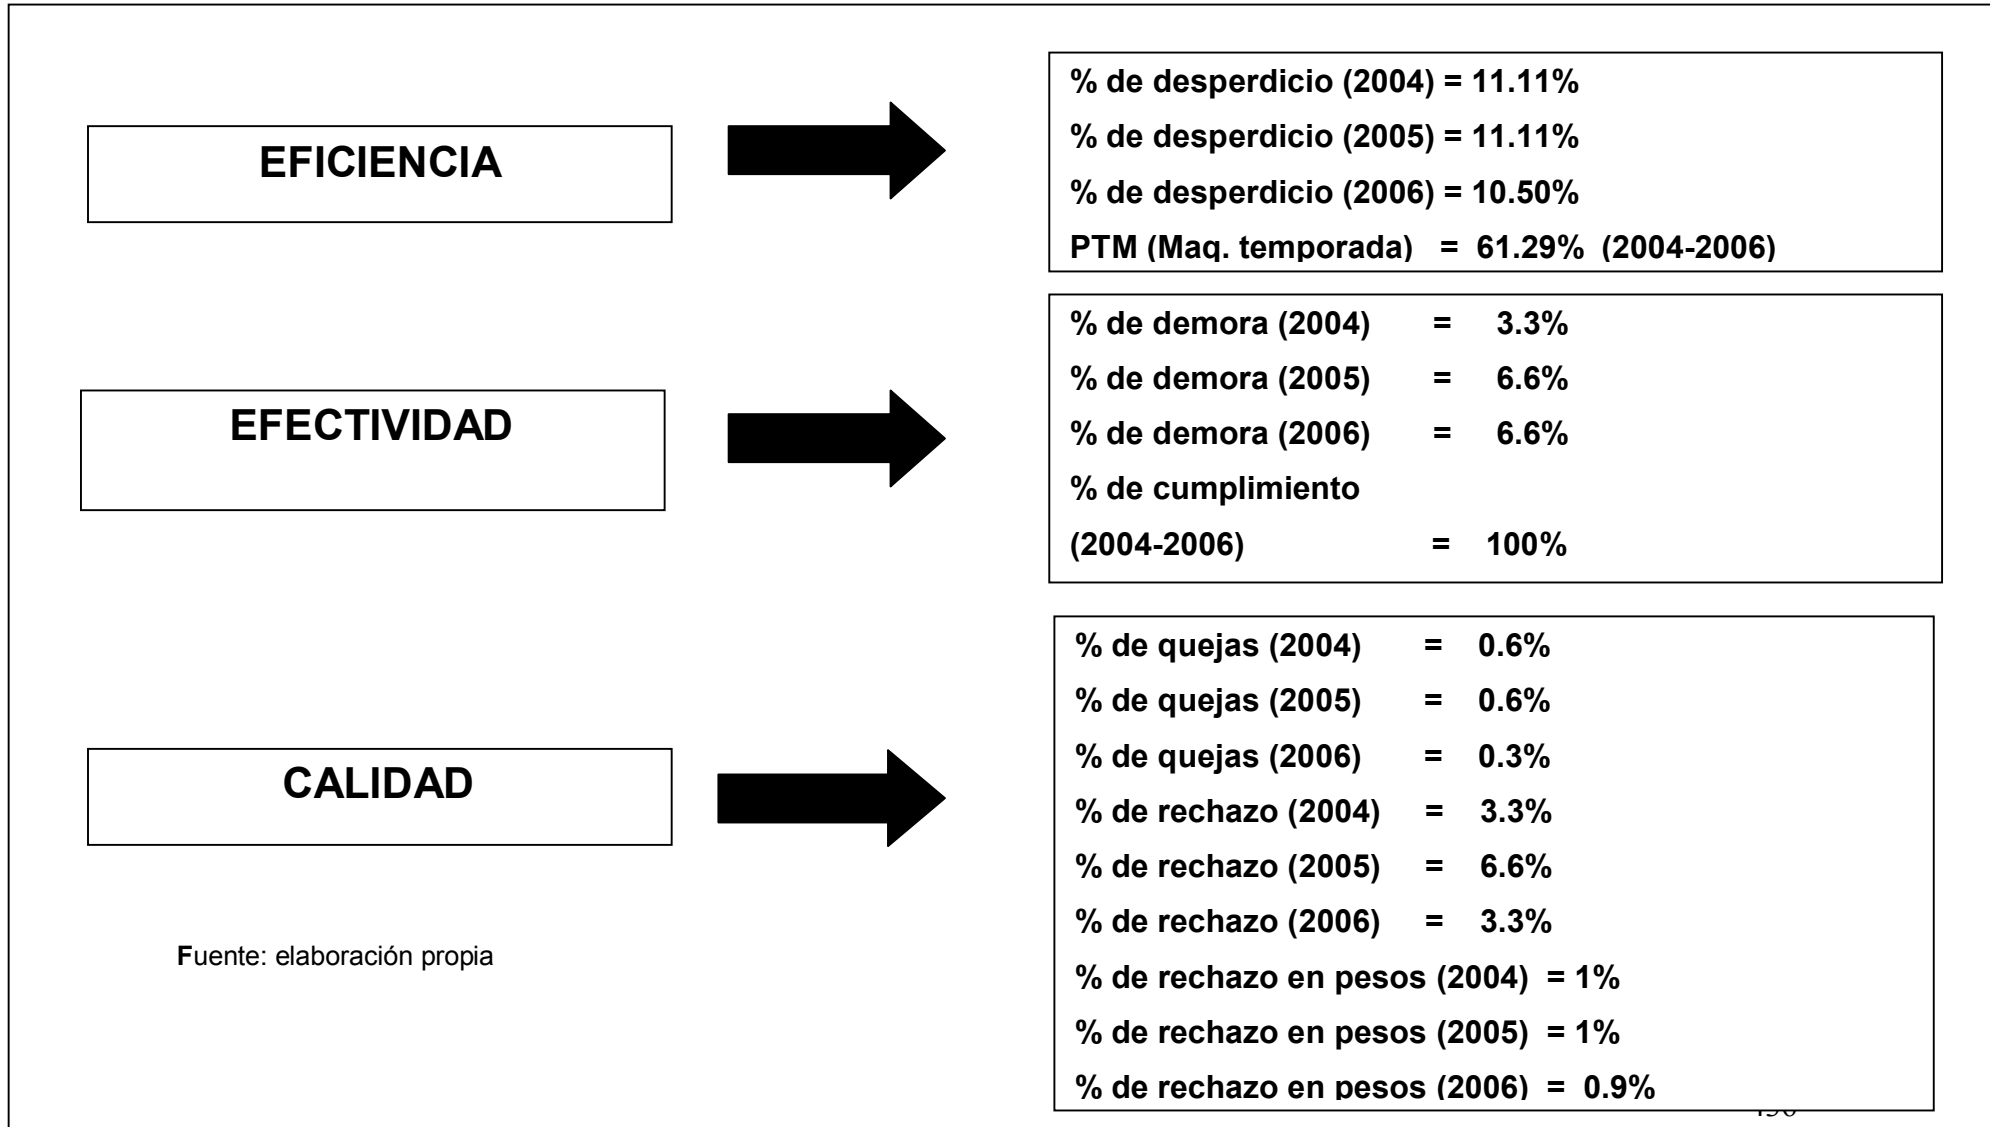 EFICIENCIA
% de desperdicio (2004) = 11.11%
% de desperdicio (2005) = 11.11%
% de desperdicio (2006) = 10.50%
PTM (Maq. temporada) = 61.29% (2004-2006)
EFECTIVIDAD
% de demora (2004) = 3.3%
% de demora (2005) = 6.6%
% de demora (2006) = 6.6%
% de cumplimiento
(2004-2006) = 100%
CALIDAD
% de quejas (2004) = 0.6%
% de quejas (2005) = 0.6%
% de quejas (2006) = 0.3%
% de rechazo (2004) = 3.3%
% de rechazo (2005) = 6.6%
% de rechazo (2006) = 3.3%
% de rechazo en pesos (2004) = 1%
% de rechazo en pesos (2005) = 1%
% de rechazo en pesos (2006) = 0.9%
Fuente: elaboración propia